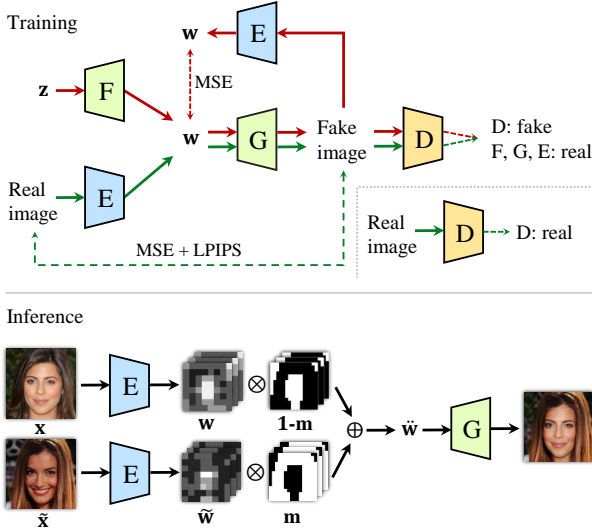 Training
w
E
MSE
z
F
w
G
Fake
image
D
D: fake
F, G, E: real
Real
image
E
MSE + LPIPS
Real
image
D
D: real
Inference
x
E
w
⊗
1-m
⊕
ẅ
G
x̃
E
w̃
⊗
m